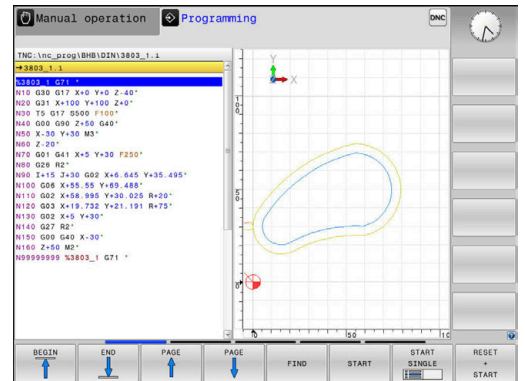 Manual operation
Programming
DNC
TNC:\nc_prog\BHB\DIN\3803_1.i
→3803_1.i
%3803_1 G71 *
N10 G30 G17 X+0 Y+0 Z-40*
N20 G31 X+100 Y+100 Z+0*
N30 T5 G17 S500 F100*
N40 G00 G90 Z+50 G40*
N50 X-30 Y+30 M3*
N60 Z-20*
N70 G01 G41 X+5 Y+30 F250*
N80 G26 R2*
N90 I+15 J+30 G02 X+6.645 Y+35.495*
N100 G06 X+55.55 Y+69.488*
N110 G02 X+58.995 Y+30.025 R+20*
N120 G03 X+19.732 Y+21.191 R+75*
N130 G02 X+5 Y+30*
N140 G27 R2*
N150 G00 G40 X-30*
N160 Z+50 M2*
N99999999 %3803_1 G71 *
Y
X
100
50
0
0
50
10
BEGIN
END
PAGE
PAGE
FIND
START
START
SINGLE
RESET
+
START